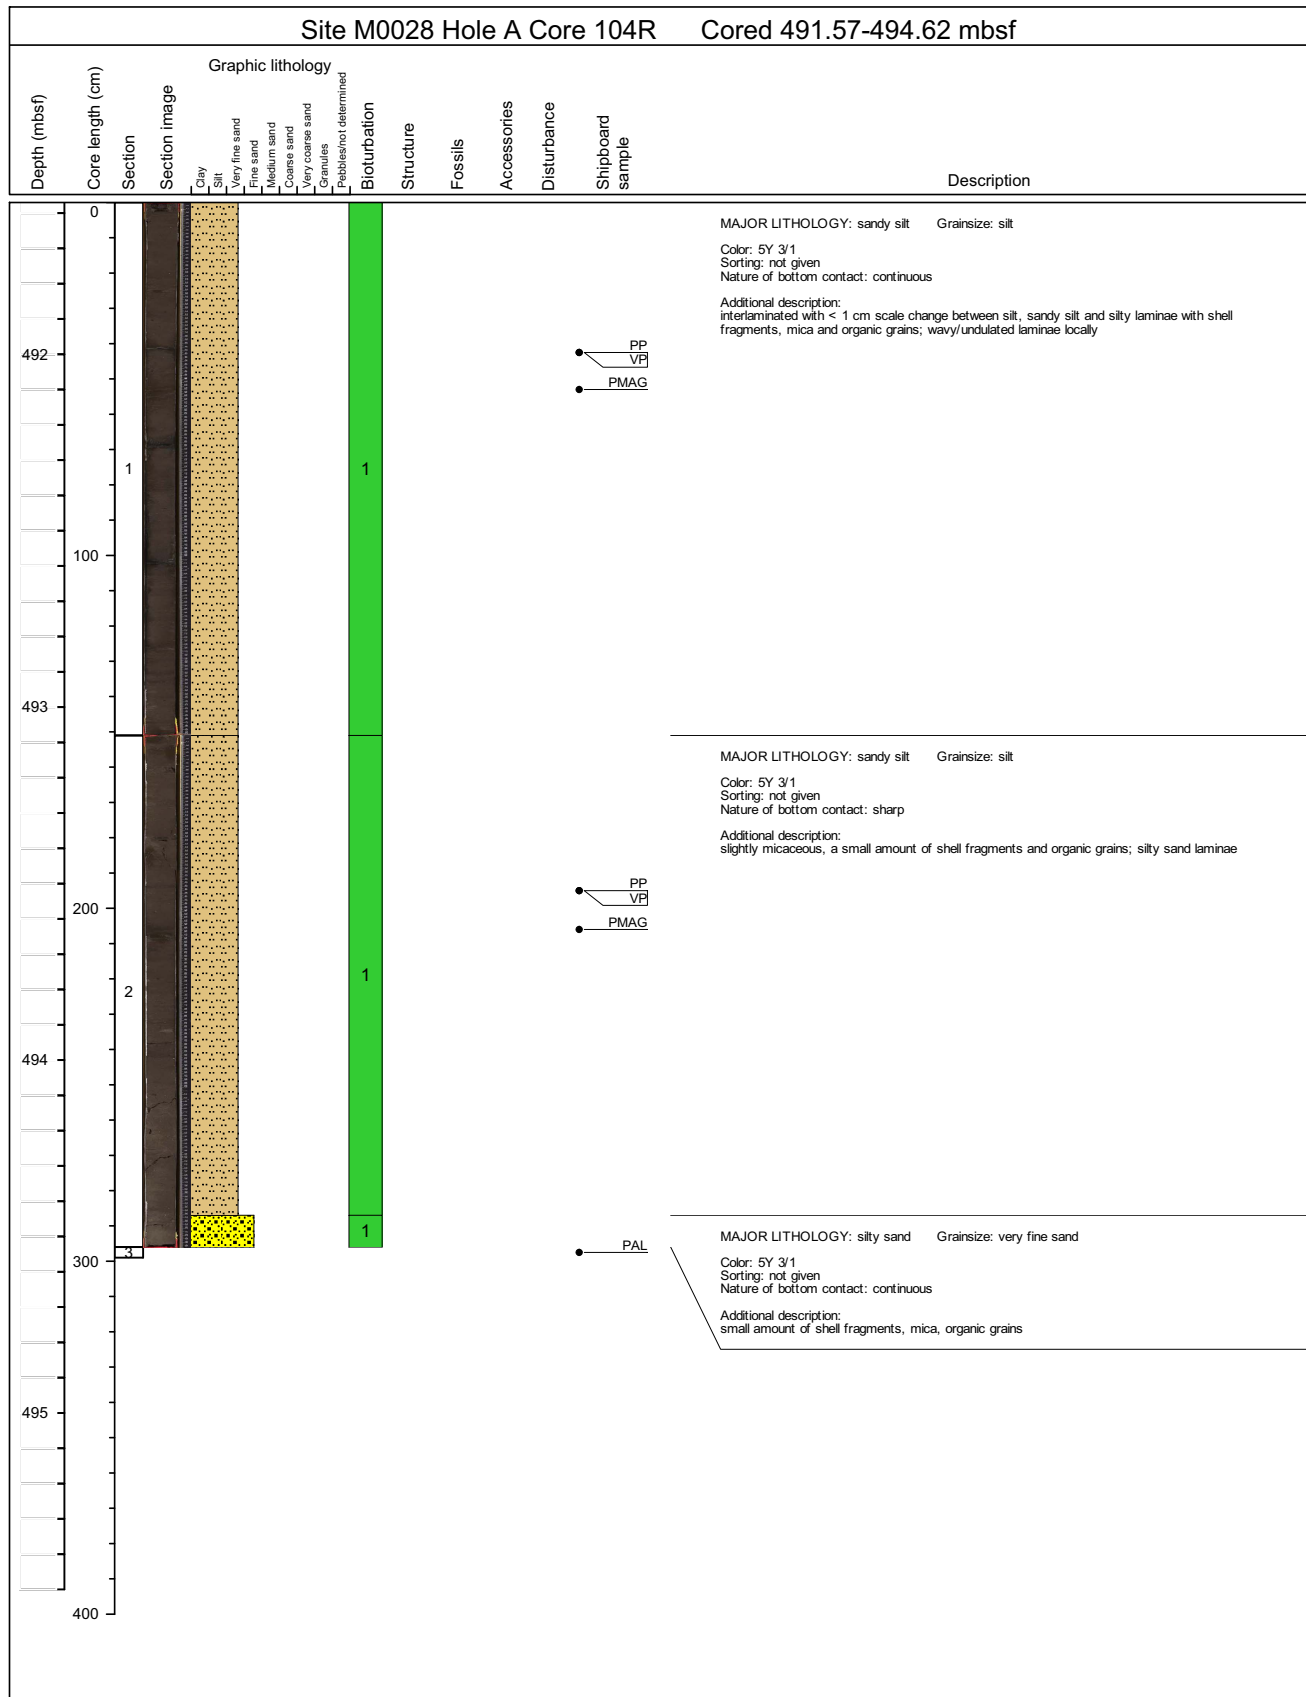 Site M0028 Hole A Core 104R Cored 491.57-494.62 mbsf
Depth (mbsf)
Core length (cm)
Section
Section image
Graphic lithology
Clay
Silt
Very fine sand
Fine sand
Medium sand
Coarse sand
Very coarse sand
Granules
Pebbles/not determined
Bioturbation
Structure
Fossils
Accessories
Disturbance
Shipboard
sample
Description
0
MAJOR LITHOLOGY: sandy silt Grainsize: silt
Color: 5Y 3/1
Sorting: not given
Nature of bottom contact: continuous
Additional description:
interlaminated with < 1 cm scale change between silt, sandy silt and silty laminae with shell
fragments, mica and organic grains; wavy/undulated laminae locally
492
PP
VP
PMAG
1
1
100
493
MAJOR LITHOLOGY: sandy silt Grainsize: silt
Color: 5Y 3/1
Sorting: not given
Nature of bottom contact: sharp
Additional description:
slightly micaceous, a small amount of shell fragments and organic grains; silty sand laminae
PP
VP
200
PMAG
2
1
494
1
MAJOR LITHOLOGY: silty sand Grainsize: very fine sand
3
PAL
300
Color: 5Y 3/1
Sorting: not given
Nature of bottom contact: continuous
Additional description:
small amount of shell fragments, mica, organic grains
495
400